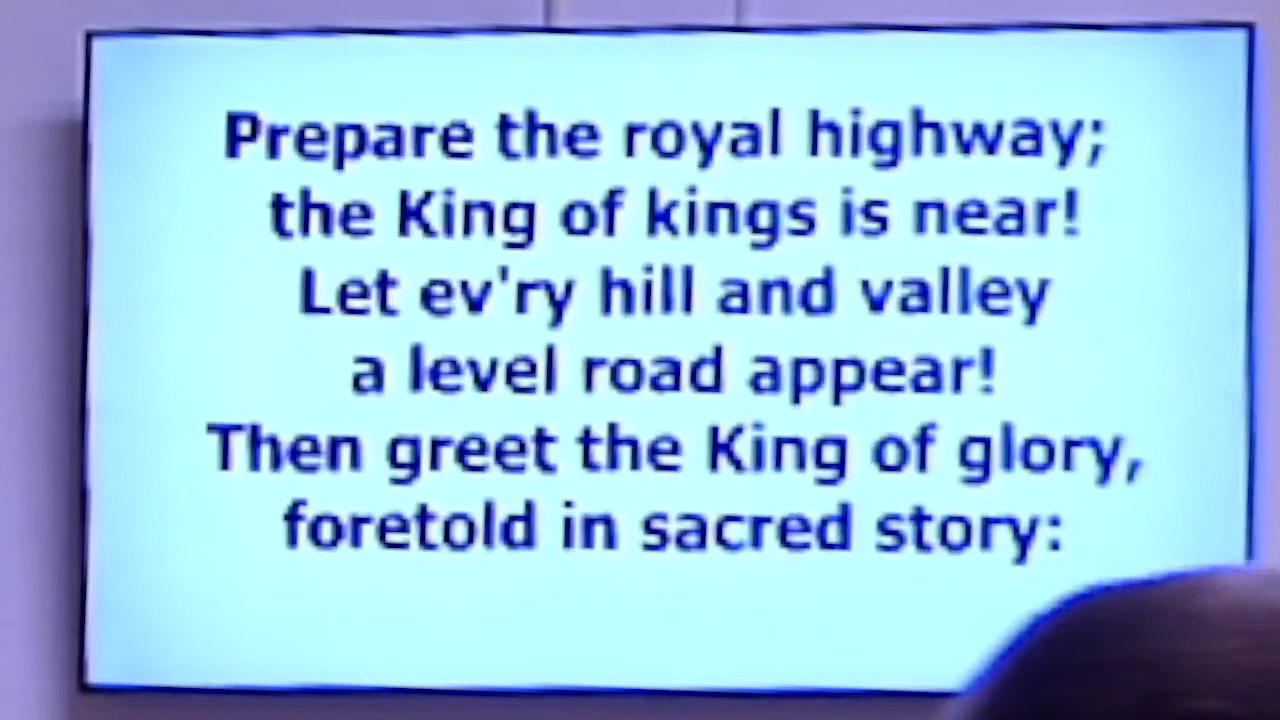 Prepare the royal highway;
the King of kings is near!
Let ev'ry hill and valley
a level road appear!
Then greet the King of glory,
foretold in sacred story: